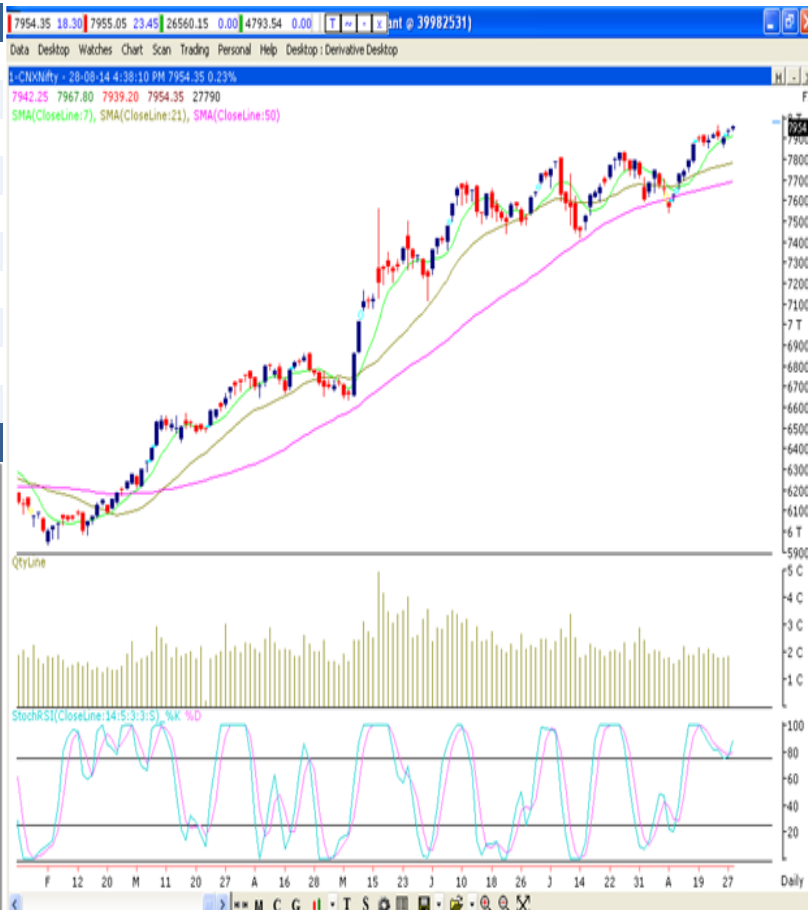 7954.35 18.30 7955.05 23.45 26560.15 0.00 4793.54 0.00 T ~ - x ant @ 39982531)
Data Desktop Watches Chart Scan Trading Personal Help Desktop : Derivative Desktop
1-CNXNifty - 28-08-14 4:38:10 PM 7954.35 0.23% H -
7942.25 7967.80 7939.20 7954.35 27790 F
SMA(CloseLine:7), SMA(CloseLine:21), SMA(CloseLine:50)
8 T
7954
7900
7800
7700
7600
7500
7400
7300
7200
7100
7 T
6900
6800
6700
6600
6500
6400
6300
6200
6100
6 T
5900
QtyLine
5 C
4 C
3 C
2 C
1 C
StochRSI(CloseLine:14:5:3:3:S), %K %D
100
80
60
40
20
F 12 20 M 11 20 27 A 16 28 M 15 23 J 10 18 26 J 14 22 31 A 19 27 Daily
M C G T S